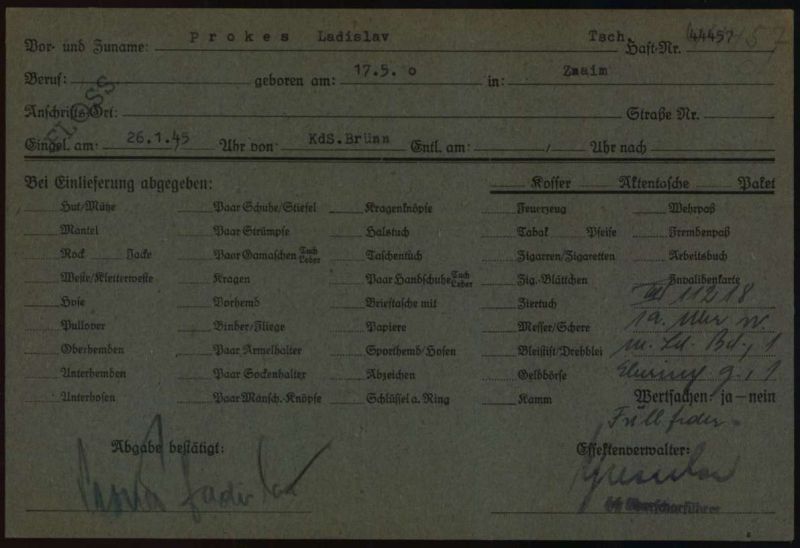 Vor- und Zuname: Prokes Ladislav Tsch. Haft-Nr. 44457
Beruf: geboren am: 17.5. o in: Znaim
Anschrifts-Ort: Straße Nr.
FLOSS
Eingel. am: 26.1.45 Uhr von: KdS.Brünn Entl. am: / Uhr nach
Bei Einlieferung abgegeben: Koffer Aktentasche Paket
Hut/Mütze Paar Schuhe/Stiefel Kragenknöpfe Feuerzeug Wehrpaß
Mantel Paar Strümpfe Halstuch Tabak Pfeife Fremdenpaß
Rock Jacke Paar Gamaschen Tuch Leder Taschentuch Zigarren/Zigaretten Arbeitsbuch
Weste/Kletterweste Kragen Paar Handschuhe Tuch Leder Zig.-Blättchen Invalidenkarte
Hose Vorhemd Brieftasche mit Ziertuch 11218
Pullover Binder/Fliege Papiere Messer/Schere
Oberhemden Paar Ärmelhalter Sporthemd/Hosen Bleistift/Drehblei
Unterhemden Paar Sockenhalter Abzeichen Geldbörse
Unterhosen Paar Mansch.-Knöpfe Schlüssel a. Ring Kamm Wertsachen: ja—nein
Füllfeder
Abgabe bestätigt: Effektenverwalter: